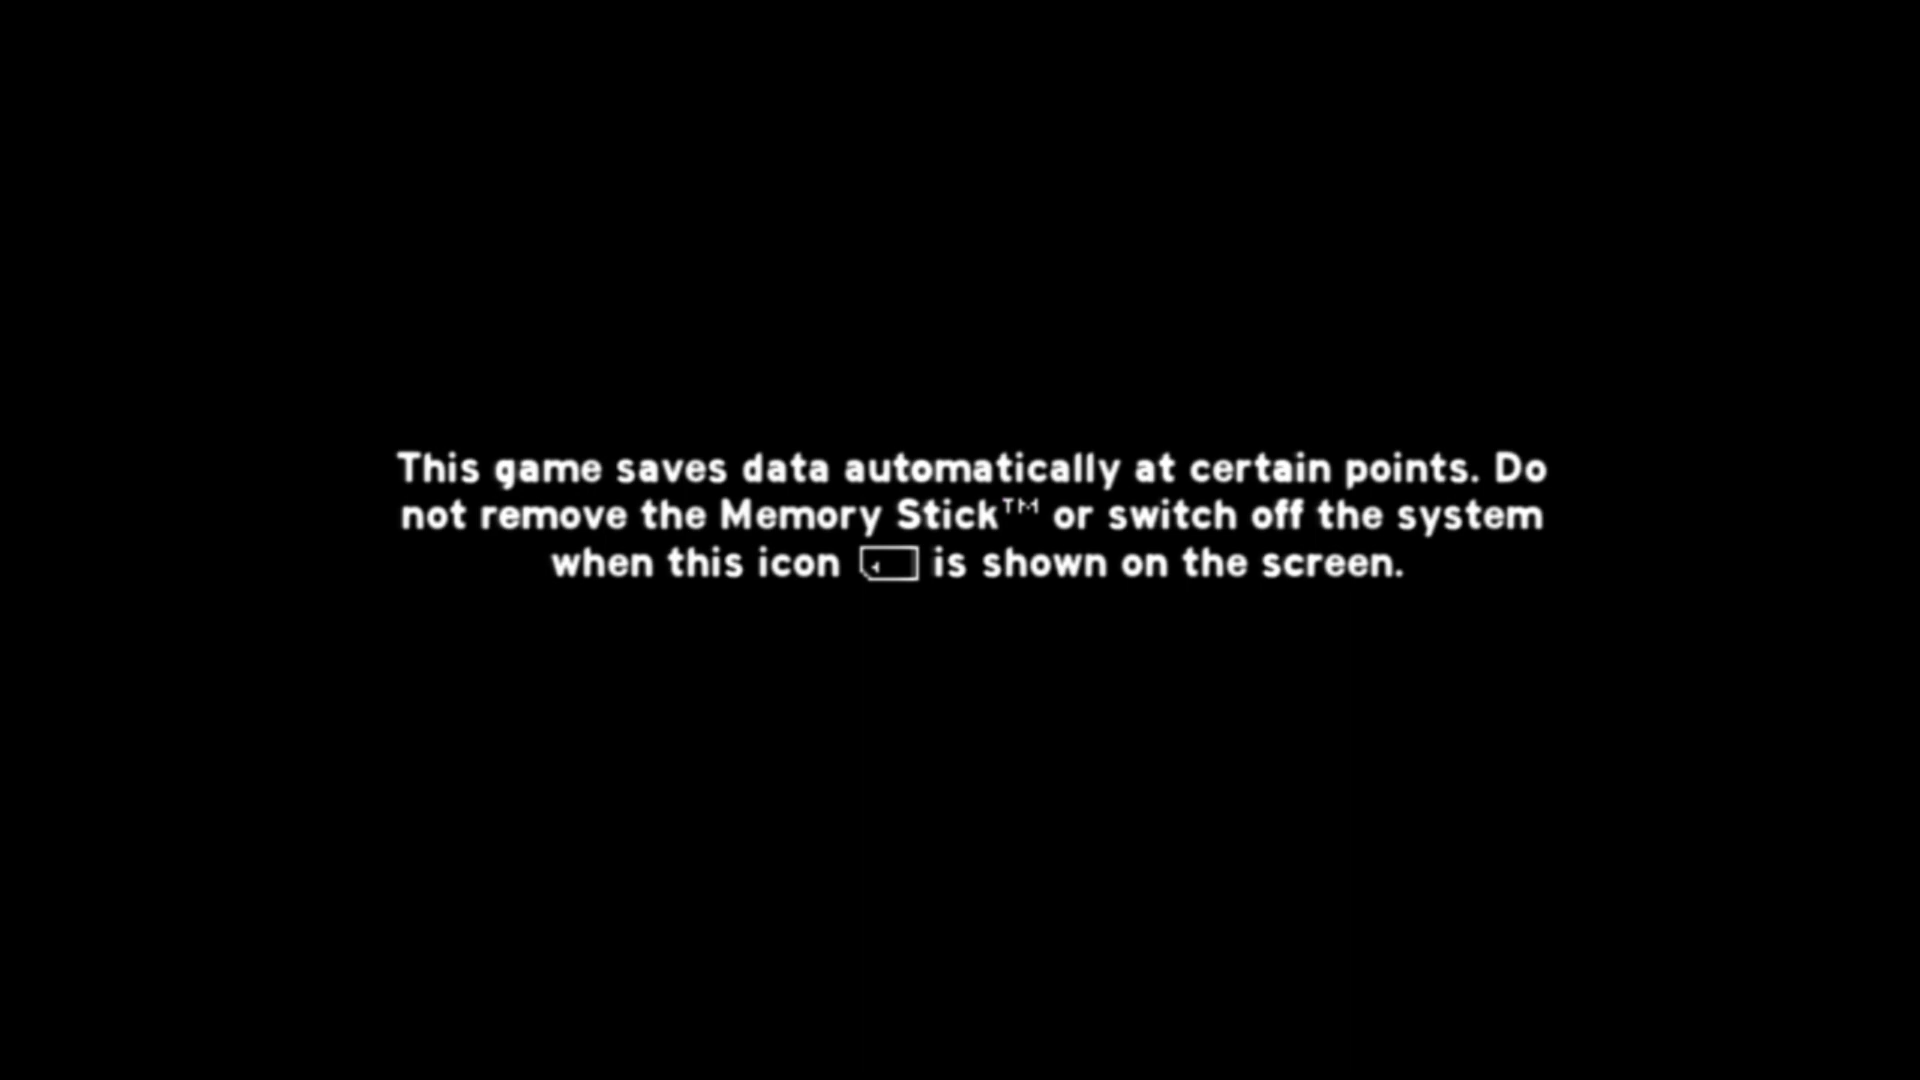 This game saves data automatically at certain points. Do
not remove the Memory Stick™ or switch off the system
when this icon is shown on the screen.